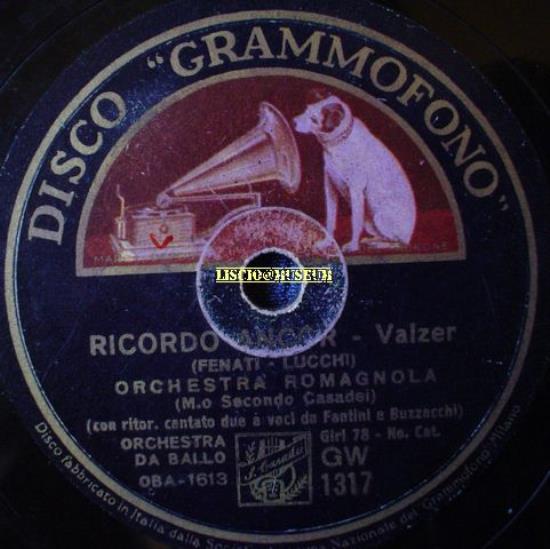 DISCO "GRAMMOFONO"
LISCIO@MUSEUM
RICORDO ANCOR - Valzer
(FENATI - LUCCHI)
ORCHESTRA ROMAGNOLA
(M.o Secondo Casadei)
(con ritor. cantato due a voci da Fantini e Buzzacchi)
ORCHESTRA
DA BALLO
OBA-1613
S. Casadei
Giri 78 - No. Cat.
GW
1317
Disco fabbricato in Italia dalla Società Nazionale del Grammofono Milano